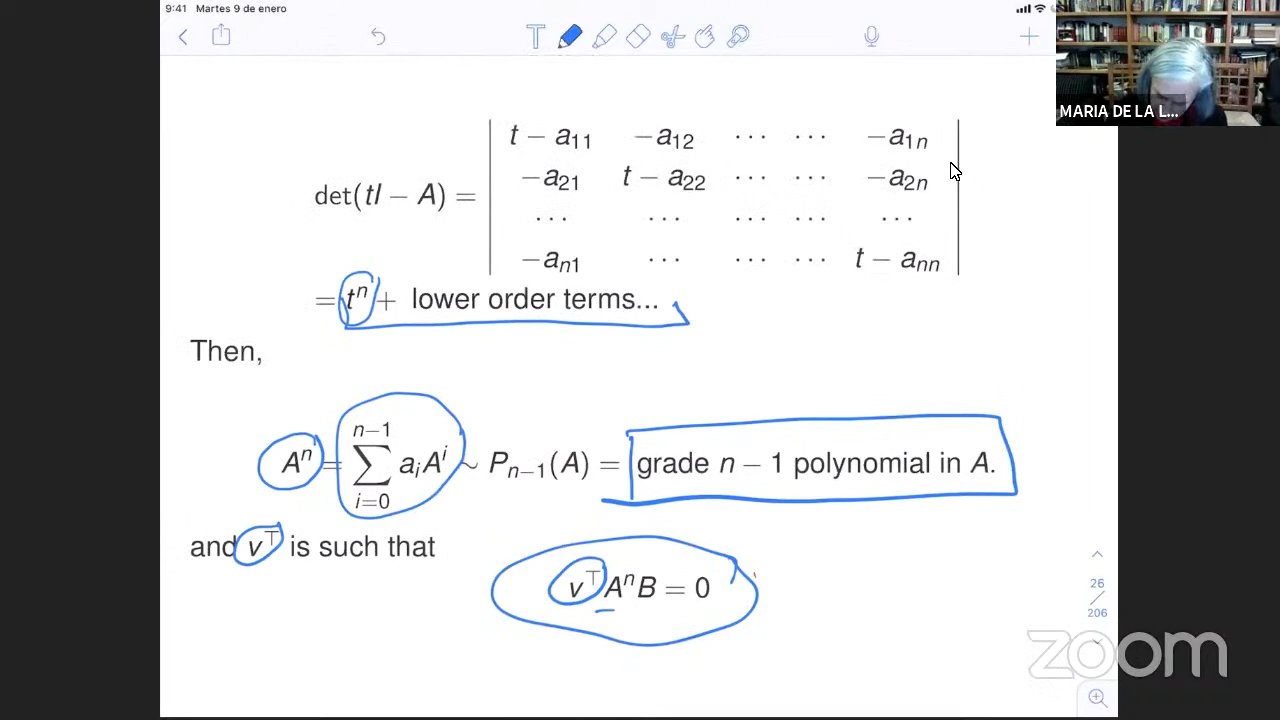 9:41 Martes 9 de enero
MARIA DE LA L...
det(tI − A) = | t − a₁₁ −a₁₂ ⋯ ⋯ −a₁ₙ |
| −a₂₁ t − a₂₂ ⋯ ⋯ −a₂ₙ |
| ⋯ ⋯ ⋯ ⋯ ⋯ |
| −aₙ₁ ⋯ ⋯ ⋯ t − aₙₙ |
= tⁿ + lower order terms...
Then,
Aⁿ = ∑_{i=0}^{n−1} aᵢAⁱ ∼ Pₙ₋₁(A) = grade n − 1 polynomial in A.
and v⊤ is such that
v⊤AⁿB = 0
26
206
zoom